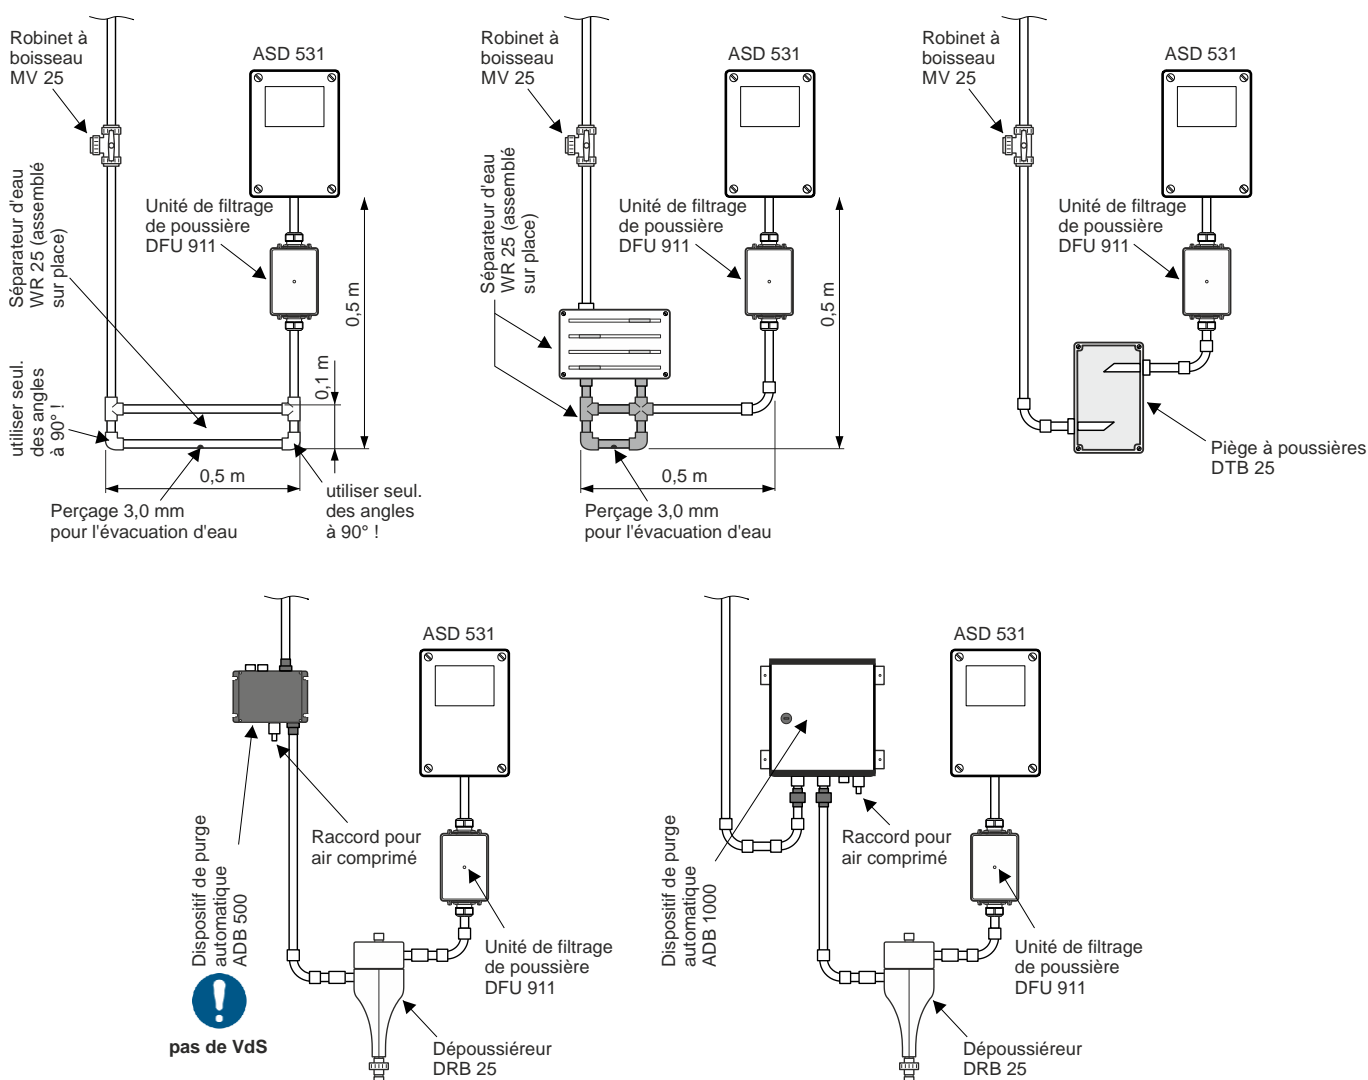 Robinet à
boisseau
MV 25
ASD 531
Séparateur d'eau
WR 25 (assemblé
sur place)
Unité de filtrage
de poussière
DFU 911
0,5 m
0,1 m
utiliser seul.
des angles
à 90° !
0,5 m
utiliser seul.
des angles
à 90° !
Perçage 3,0 mm
pour l'évacuation d'eau
Robinet à
boisseau
MV 25
ASD 531
Séparateur d'eau
WR 25 (assemblé
sur place)
Unité de filtrage
de poussière
DFU 911
0,5 m
0,5 m
Perçage 3,0 mm
pour l'évacuation d'eau
Robinet à
boisseau
MV 25
ASD 531
Unité de filtrage
de poussière
DFU 911
Piège à poussières
DTB 25
ASD 531
Raccord pour
air comprimé
Dispositif de purge
automatique
ADB 500
Unité de filtrage
de poussière
DFU 911
pas de VdS
Dépoussiéreur
DRB 25
ASD 531
Raccord pour
air comprimé
Dispositif de purge
automatique
ADB 1000
Unité de filtrage
de poussière
DFU 911
Dépoussiéreur
DRB 25